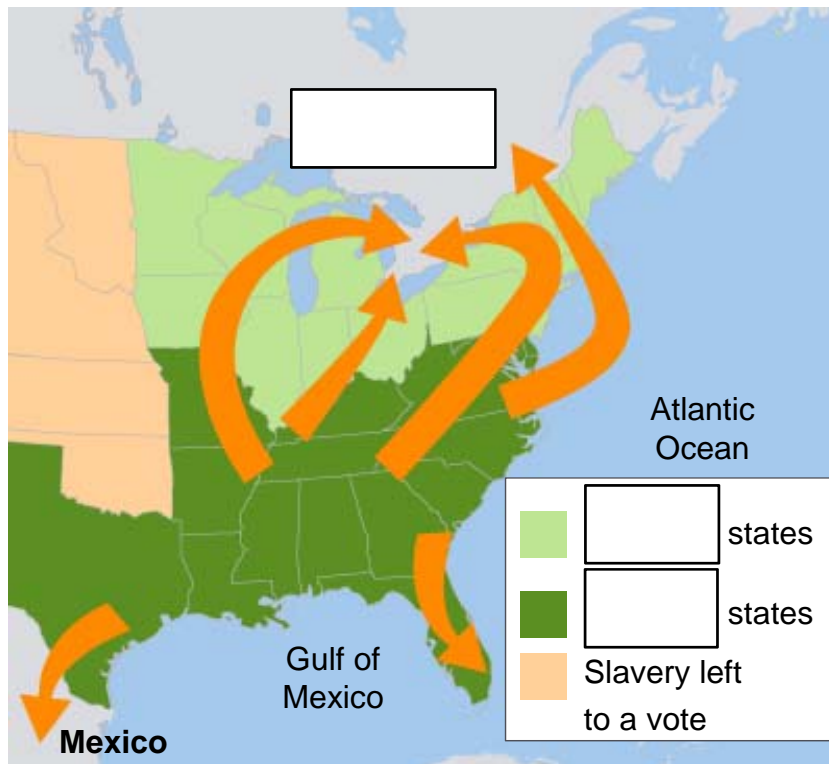 Atlantic
Ocean
states
states
Slavery left
to a vote
Gulf of
Mexico
Mexico